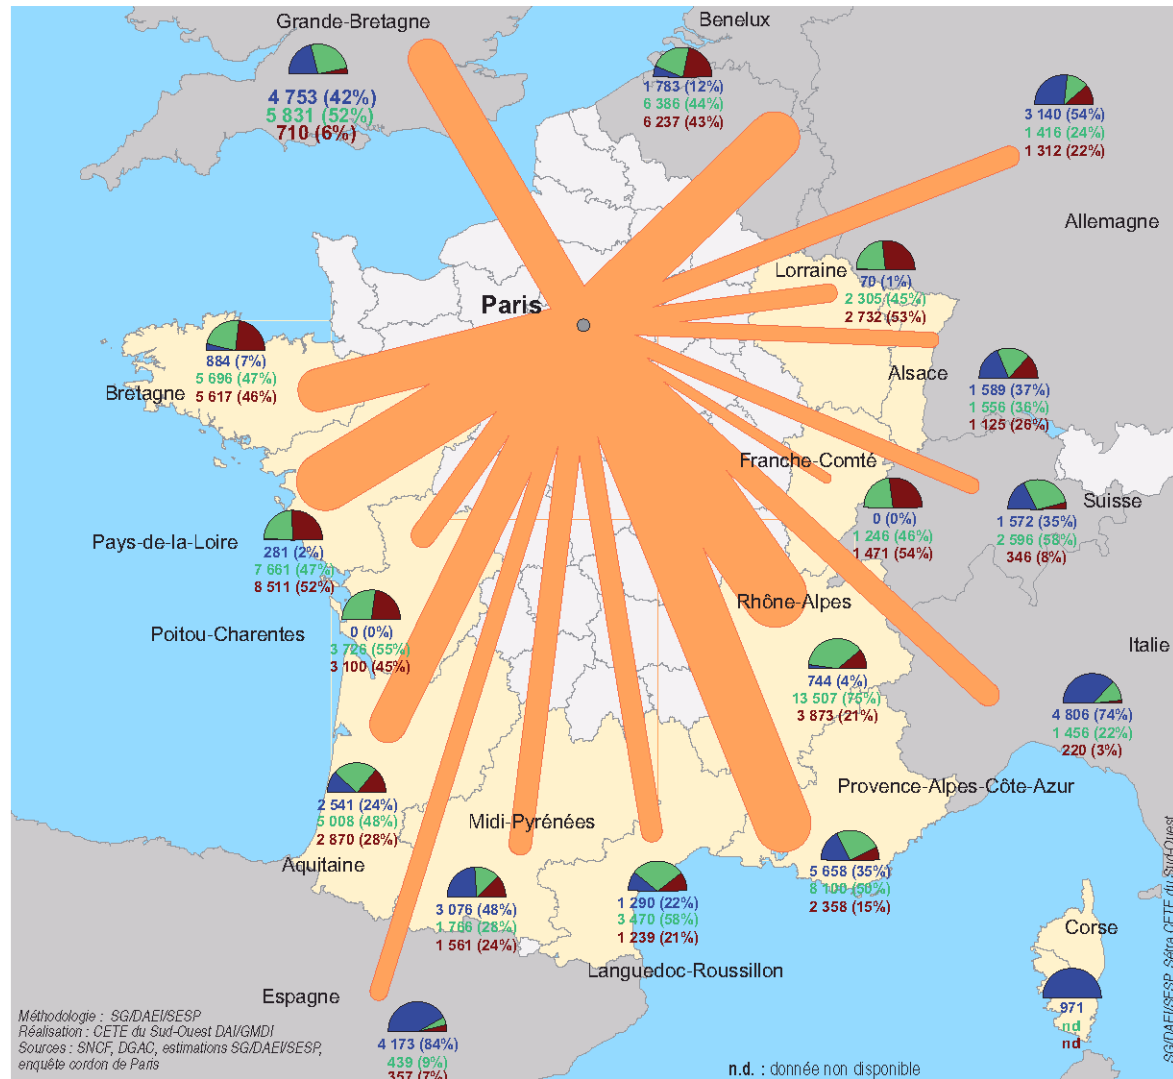 Grande-Bretagne
4 753 (42%)
5 831 (52%)
710 (6%)
Benelux
1 783 (12%)
6 386 (44%)
6 237 (43%)
3 140 (54%)
1 416 (24%)
1 312 (22%)
Allemagne
Lorraine
70 (1%)
2 305 (45%)
2 732 (53%)
Paris
884 (7%)
5 696 (47%)
5 617 (46%)
Bretagne
Alsace
1 589 (37%)
1 556 (36%)
1 125 (26%)
Franche-Comté
0 (0%)
1 246 (46%)
1 471 (54%)
Suisse
1 572 (35%)
2 596 (58%)
346 (8%)
Pays-de-la-Loire
281 (2%)
7 661 (47%)
8 511 (52%)
Poitou-Charentes
0 (0%)
3 726 (55%)
3 100 (45%)
Rhône-Alpes
744 (4%)
13 507 (75%)
3 873 (21%)
Italie
4 806 (74%)
1 456 (22%)
220 (3%)
2 541 (24%)
5 008 (48%)
2 870 (28%)
Aquitaine
Midi-Pyrénées
3 076 (48%)
1 766 (28%)
1 561 (24%)
Provence-Alpes-Côte-Azur
5 658 (35%)
8 100 (50%)
2 358 (15%)
1 290 (22%)
3 470 (58%)
1 239 (21%)
Languedoc-Roussillon
Corse
971
nd
nd
Espagne
4 173 (84%)
439 (9%)
357 (7%)
Méthodologie : SG/DAEI/SESP
Réalisation : CETE du Sud-Ouest DAI/GMDI
Sources : SNCF, DGAC, estimations SG/DAEI/SESP,
enquête cordon de Paris
n.d. : donnée non disponible
SG/DAEI/SESP, Sétra CETE du Sud-Ouest